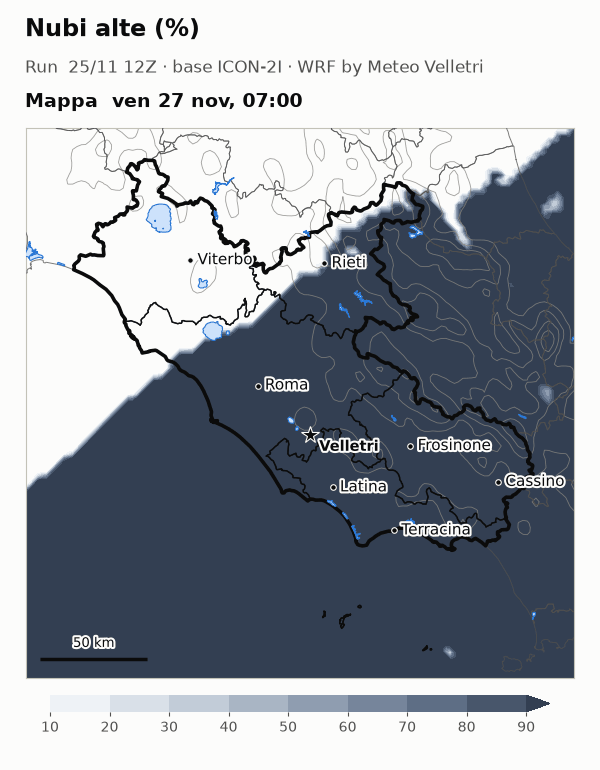 Nubi alte (%)
Run  25/11 12Z · base ICON-2I · WRF by Meteo Velletri
Mappa  ven 27 nov, 07:00
Viterbo
Rieti
Roma
Velletri
Frosinone
Cassino
Latina
Terracina
50 km
10 20 30 40 50 60 70 80 90